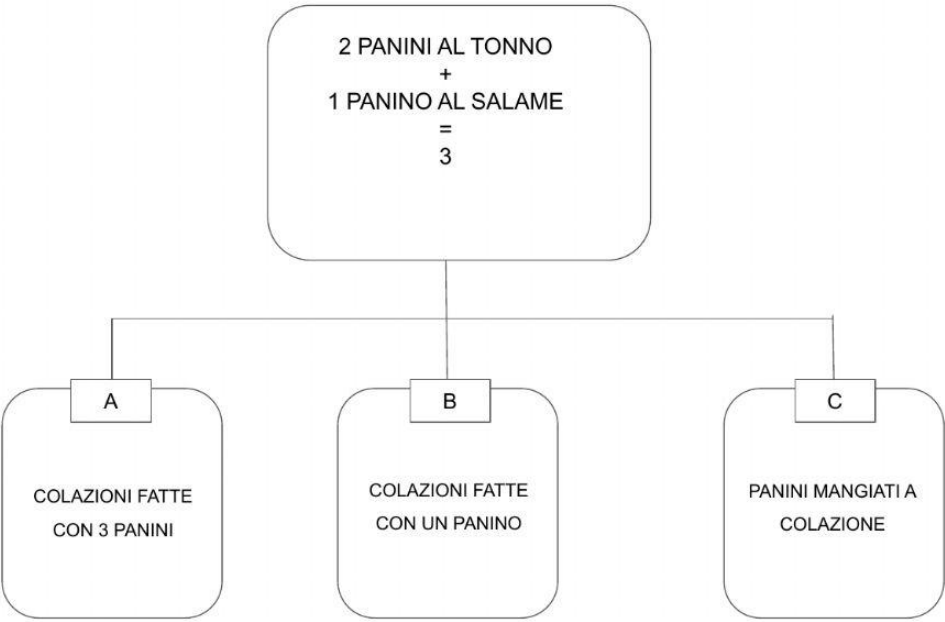 2 PANINI AL TONNO
+
1 PANINO AL SALAME
=
3
A
COLAZIONI FATTE
CON 3 PANINI
B
COLAZIONI FATTE
CON UN PANINO
C
PANINI MANGIATI A
COLAZIONE